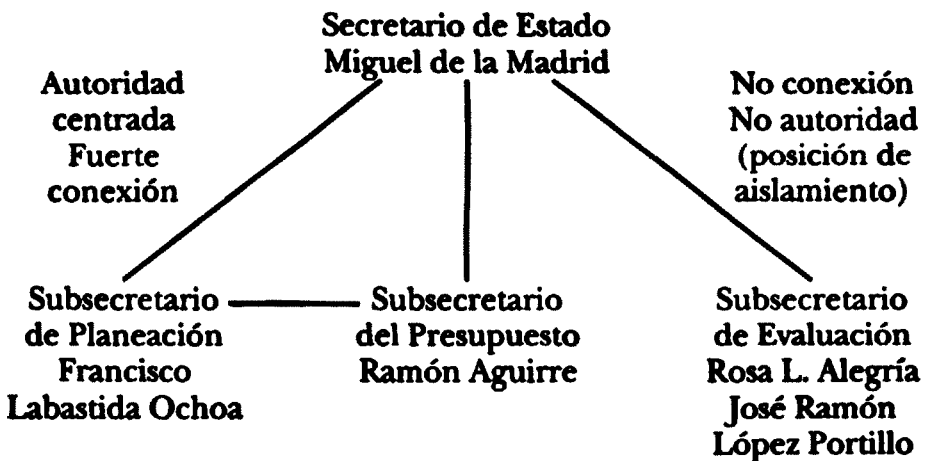 Secretario de Estado
Miguel de la Madrid
Autoridad
centrada
Fuerte
conexión
No conexión
No autoridad
(posición de
aislamiento)
Subsecretario
de Planeación
Francisco
Labastida Ochoa
Subsecretario
del Presupuesto
Ramón Aguirre
Subsecretario
de Evaluación
Rosa L. Alegría
José Ramón
López Portillo